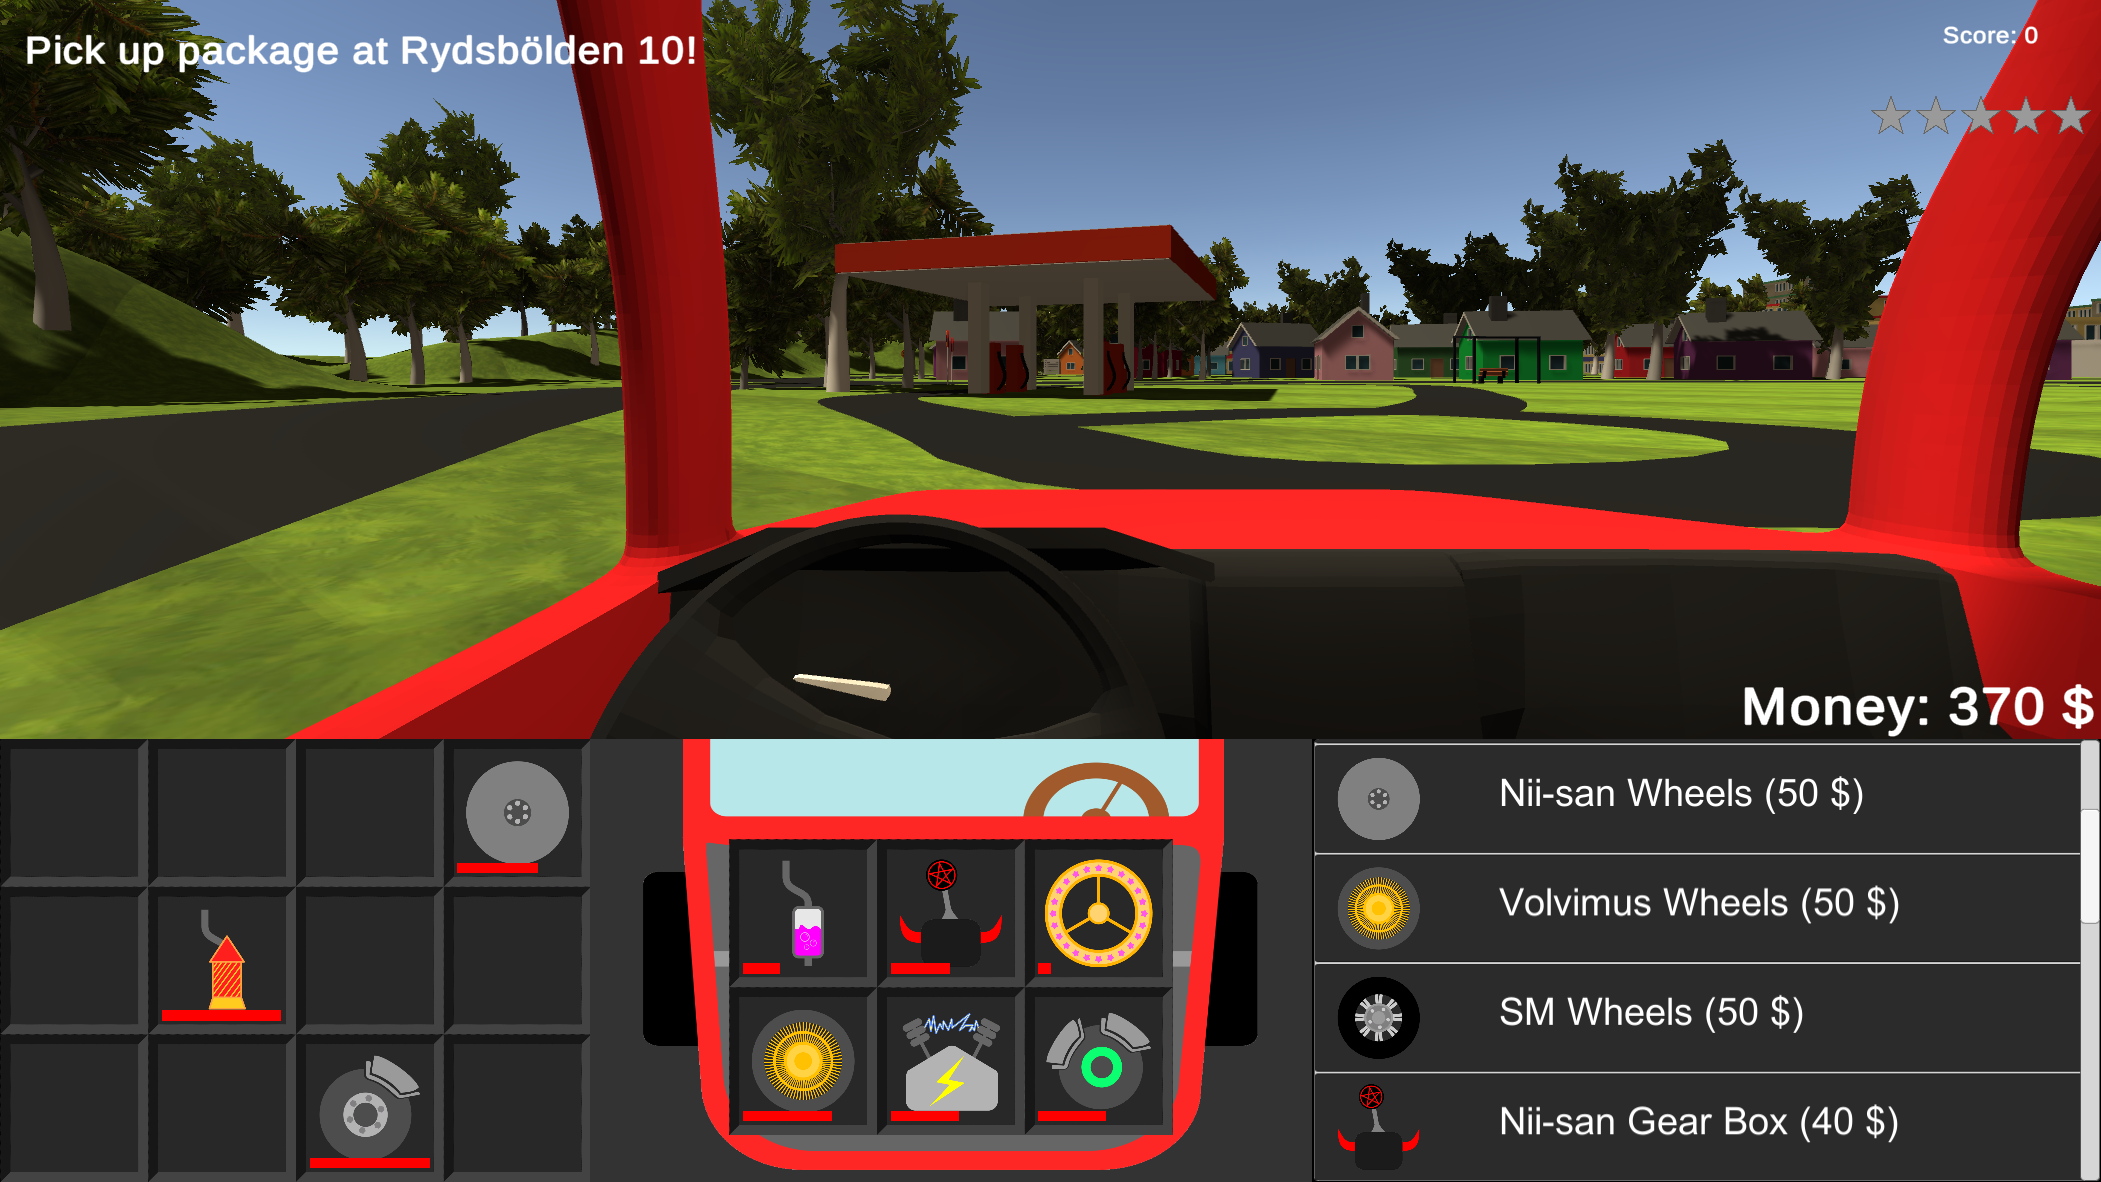 Pick up package at Rydsbölden 10!
Score: 0
Money: 370 $
Nii-san Wheels (50 $)
Volvimus Wheels (50 $)
SM Wheels (50 $)
Nii-san Gear Box (40 $)